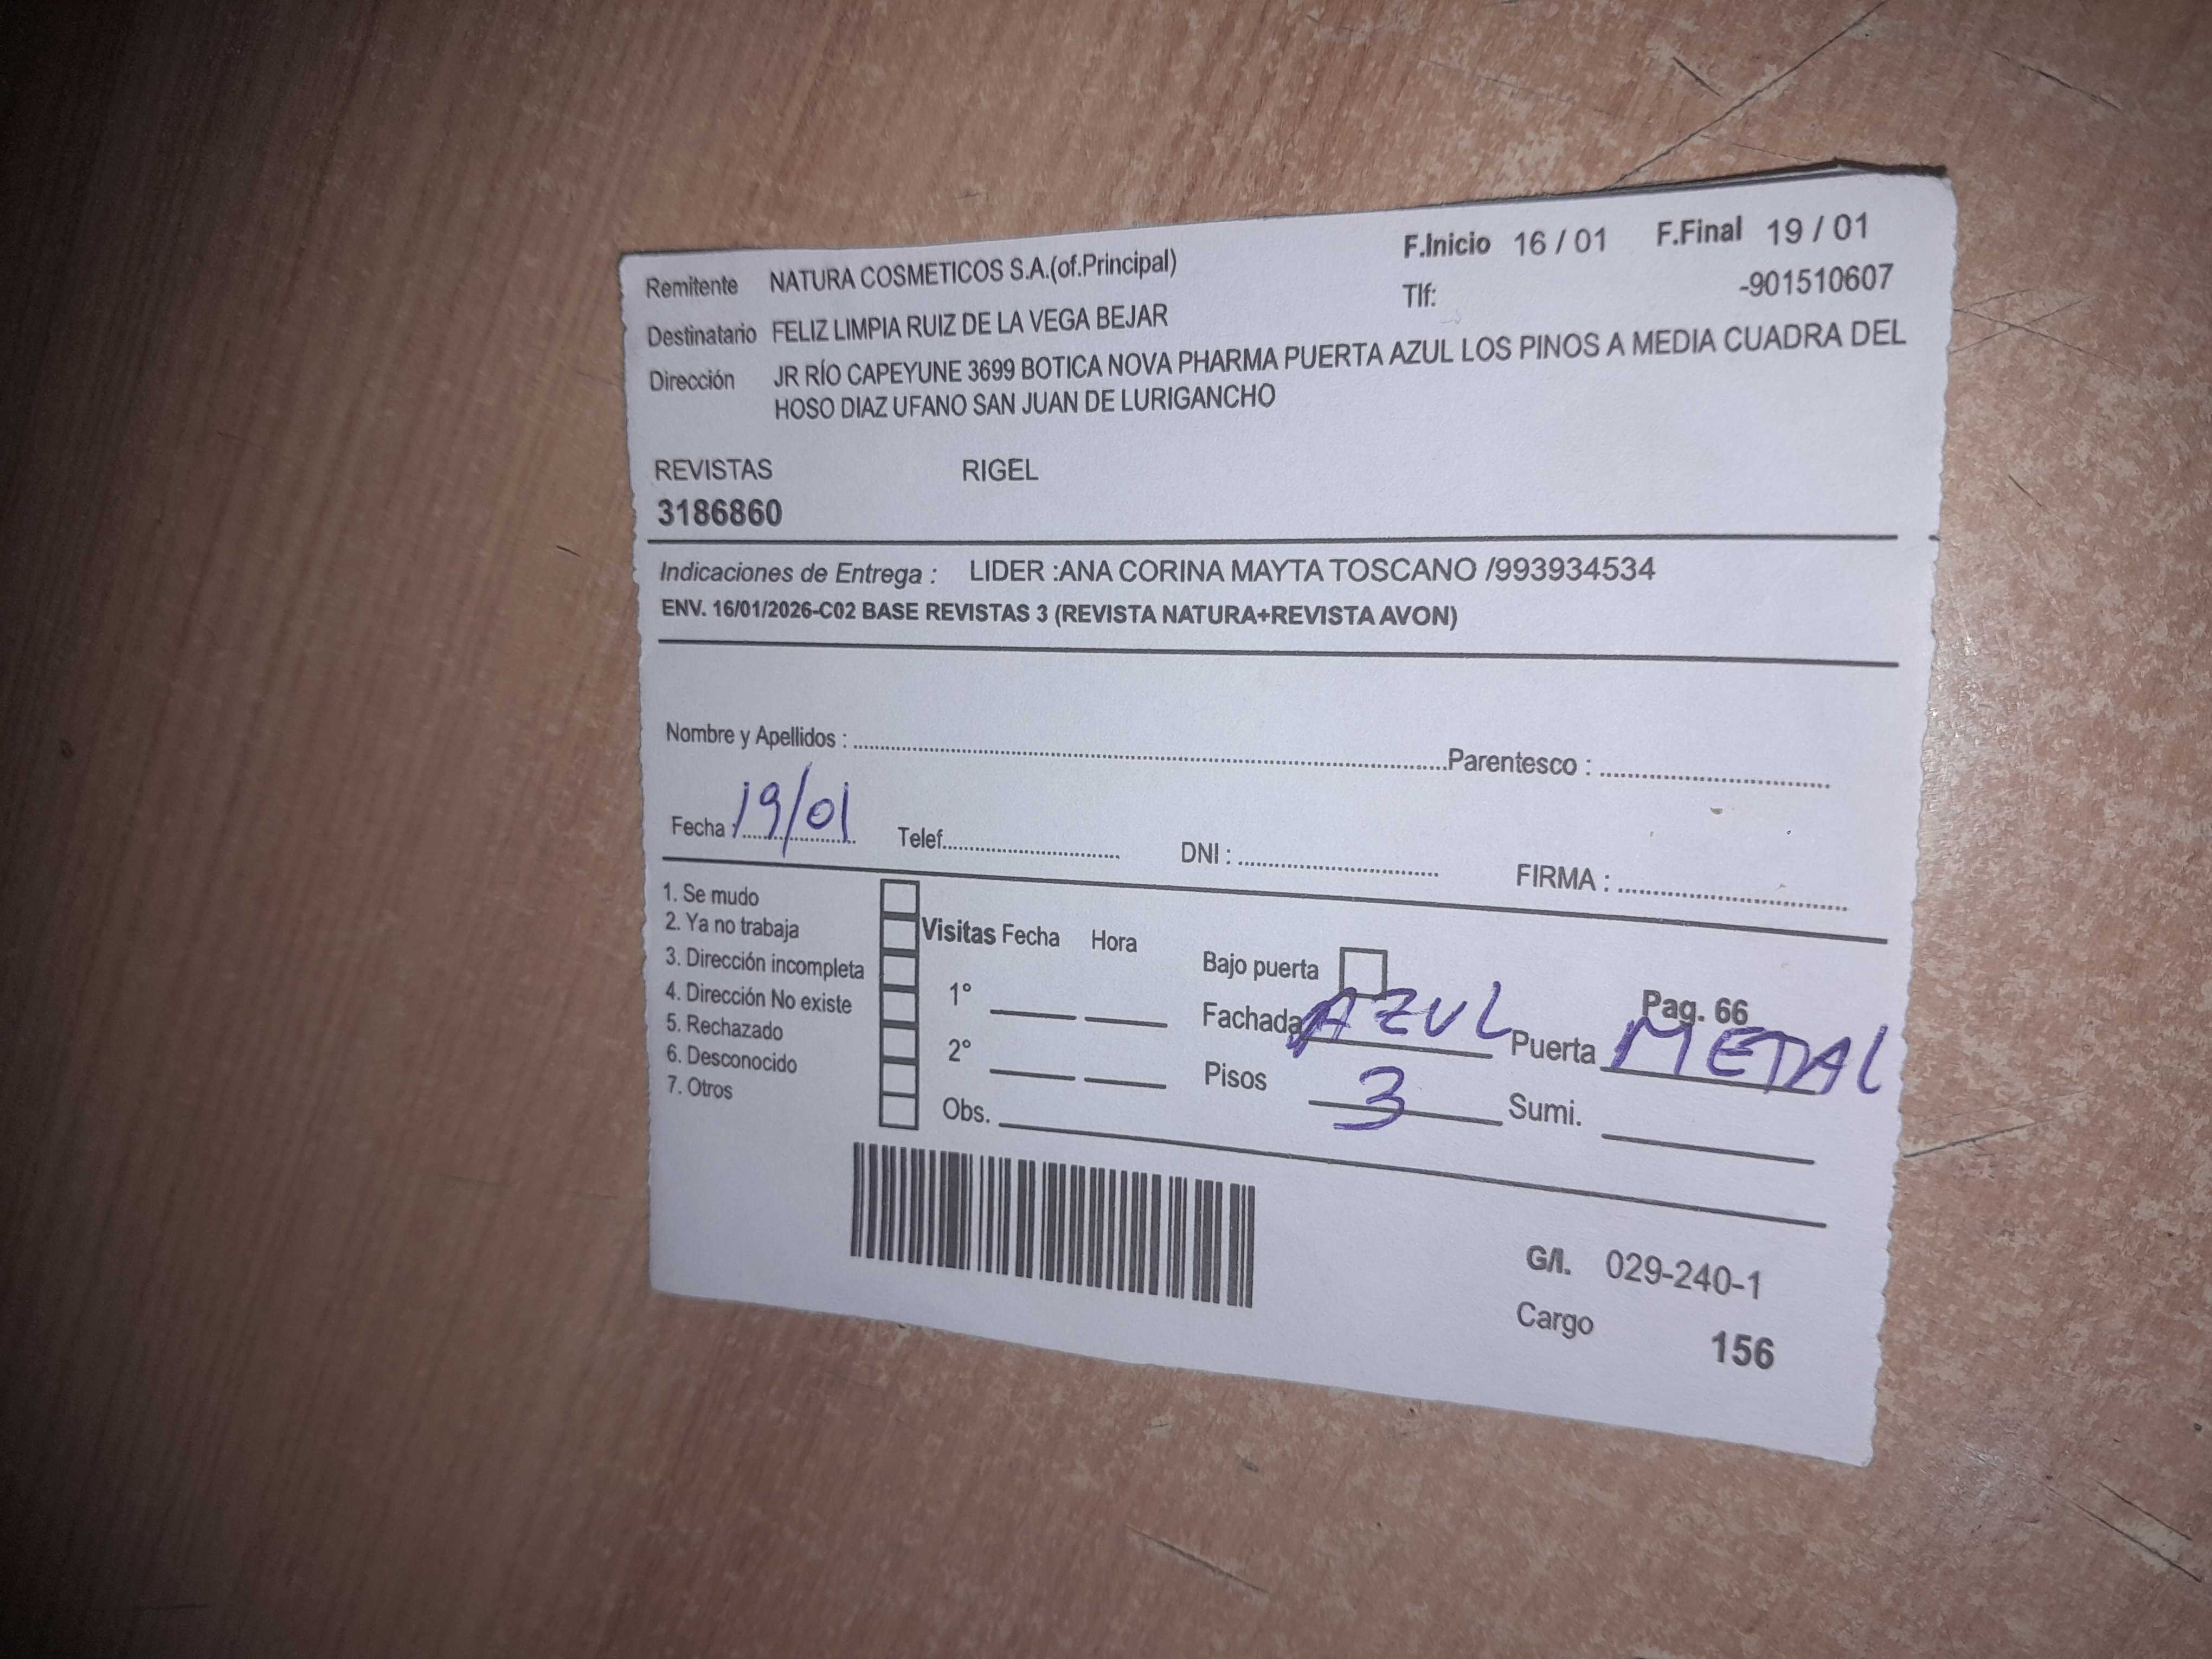 Remitente NATURA COSMETICOS S.A.(of.Principal) F.Inicio 16 / 01 F.Final 19 / 01
Tlf: -901510607
Destinatario FELIZ LIMPIA RUIZ DE LA VEGA BEJAR
Dirección JR RÍO CAPEYUNE 3699 BOTICA NOVA PHARMA PUERTA AZUL LOS PINOS A MEDIA CUADRA DEL
HOSO DIAZ UFANO SAN JUAN DE LURIGANCHO
REVISTAS RIGEL
3186860
Indicaciones de Entrega : LIDER :ANA CORINA MAYTA TOSCANO /993934534
ENV. 16/01/2026-C02 BASE REVISTAS 3 (REVISTA NATURA+REVISTA AVON)
Nombre y Apellidos : Parentesco :
Fecha : 19/01 Telef. DNI : FIRMA :
1. Se mudo
2. Ya no trabaja
3. Dirección incompleta
4. Dirección No existe
5. Rechazado
6. Desconocido
7. Otros
Visitas Fecha Hora
1°
2°
Obs.
Bajo puerta
Pag. 66
Fachada AZUL Puerta METAL
Pisos 3 Sumi.
G/I. 029-240-1
Cargo 156